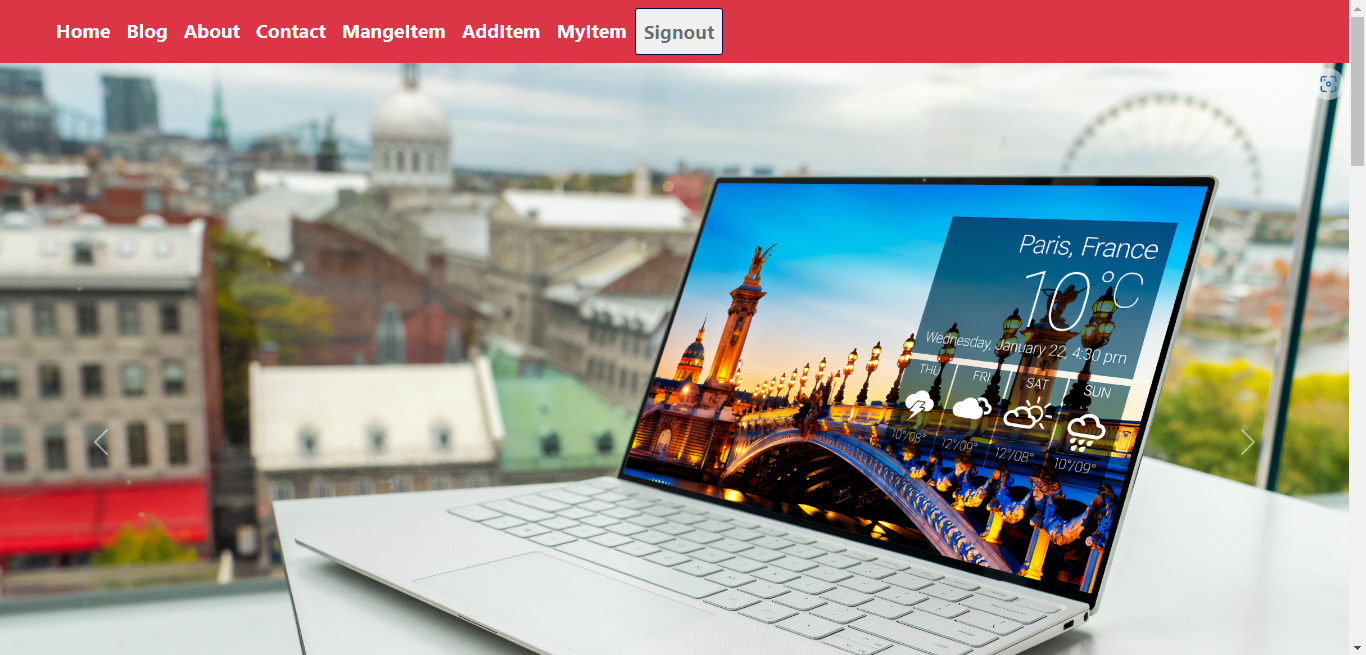 Home Blog About Contact MangeItem AddItem MyItem Signout
Paris, France
10°C
Wednesday, January 22, 4:30 pm
THU FRI SAT SUN
10°/08° 12°/09° 12°/08° 10°/09°